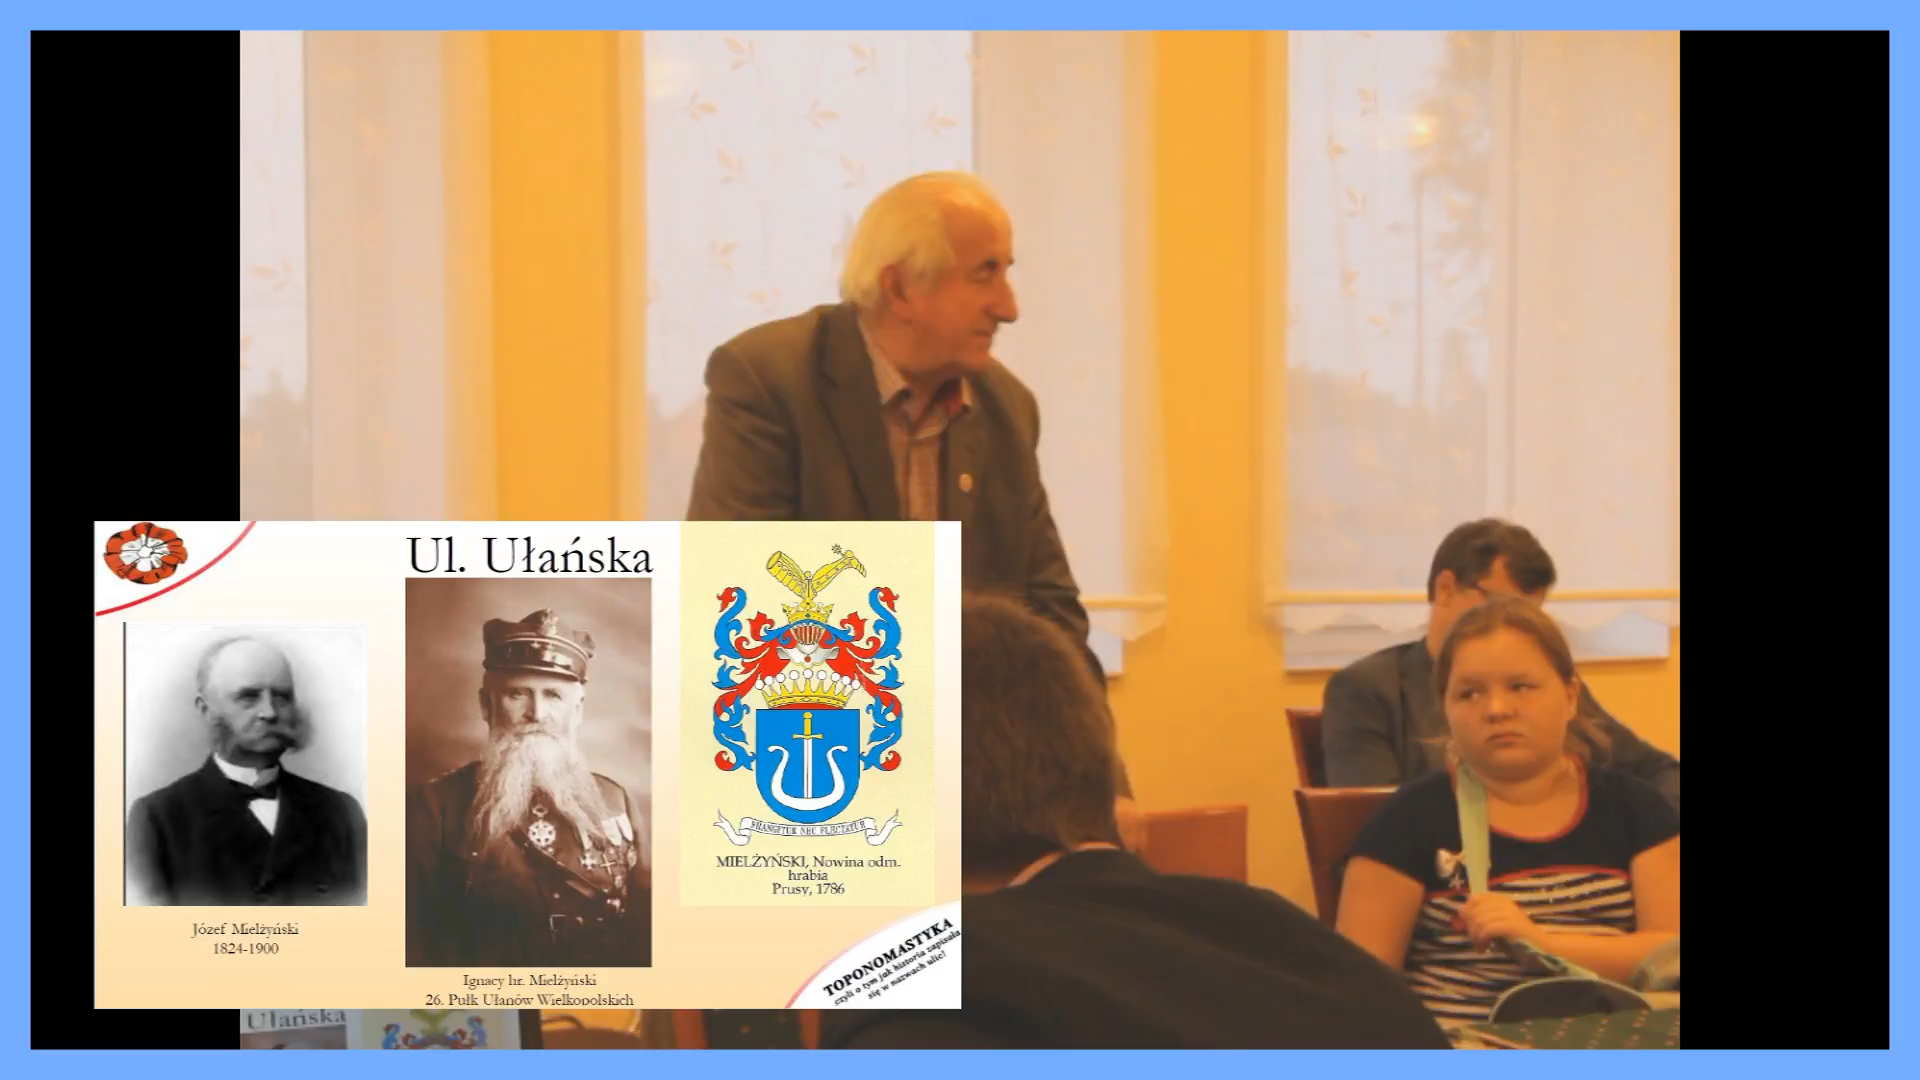 Ul. Ułańska
FRANGITUR NEC FLECTATUR
MIELŻYŃSKI, Nowina odm.
hrabia
Prusy, 1786
Józef Mielżyński
1824-1900
Ignacy hr. Mielżyński
26. Pułk Ułanów Wielkopolskich
TOPONOMASTYKA
czyli o tym jak historia zapisała
się w nazwach ulic!
Ułańska